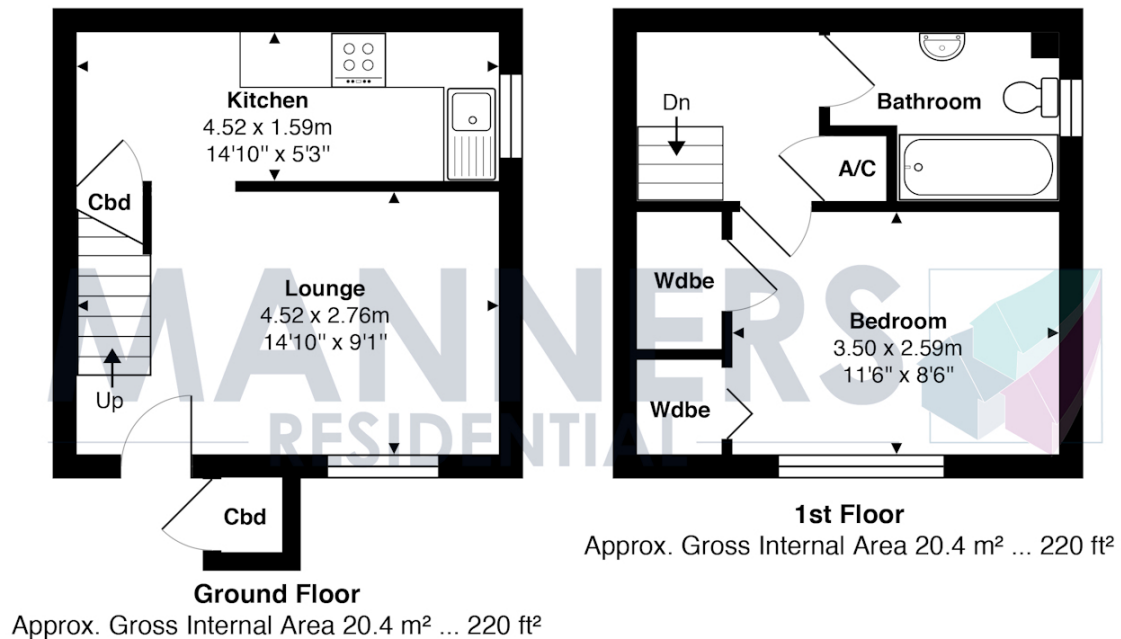 Kitchen
4.52 x 1.59m
14'10" x 5'3"
Cbd
Lounge
4.52 x 2.76m
14'10" x 9'1"
Up
Cbd
Ground Floor
Approx. Gross Internal Area 20.4 m² ... 220 ft²
Dn
Bathroom
A/C
Wdbe
Bedroom
3.50 x 2.59m
11'6" x 8'6"
Wdbe
1st Floor
Approx. Gross Internal Area 20.4 m² ... 220 ft²
MANNERS
RESIDENTIAL